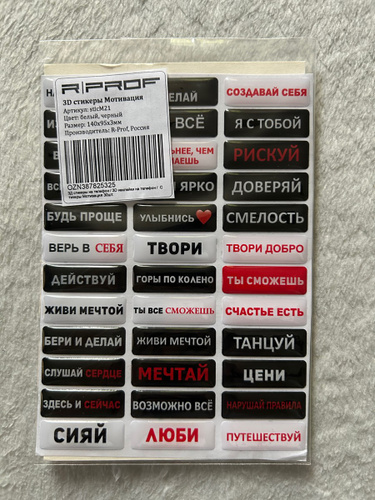 R-PROF
3D стикеры Мотивация
Артикул: sticM21
Цвет: белый, черный
Размер: 140х95х3мм
Производитель: R-Prof, Россия
OZN387825325
СОЗДАВАЙ СЕБЯ
ВСЁ
Я С ТОБОЙ
ЧЕМ
РИСКУЙ
ЯРКО
ДОВЕРЯЙ
БУДЬ ПРОЩЕ
УЛЫБНИСЬ
СМЕЛОСТЬ
ВЕРЬ В СЕБЯ
ТВОРИ
ТВОРИ ДОБРО
ДЕЙСТВУЙ
ГОРЫ ПО КОЛЕНО
ТЫ СМОЖЕШЬ
ЖИВИ МЕЧТОЙ
ТЫ ВСЕ СМОЖЕШЬ
СЧАСТЬЕ ЕСТЬ
БЕРИ И ДЕЛАЙ
ЖИВИ МЕЧТОЙ
ТАНЦУЙ
СЛУШАЙ СЕРДЦЕ
МЕЧТАЙ
ЦЕНИ
ЗДЕСЬ И СЕЙЧАС
ВОЗМОЖНО ВСЁ
НАРУШАЙ ПРАВИЛА
СИЯЙ
ЛЮБИ
ПУТЕШЕСТВУЙ